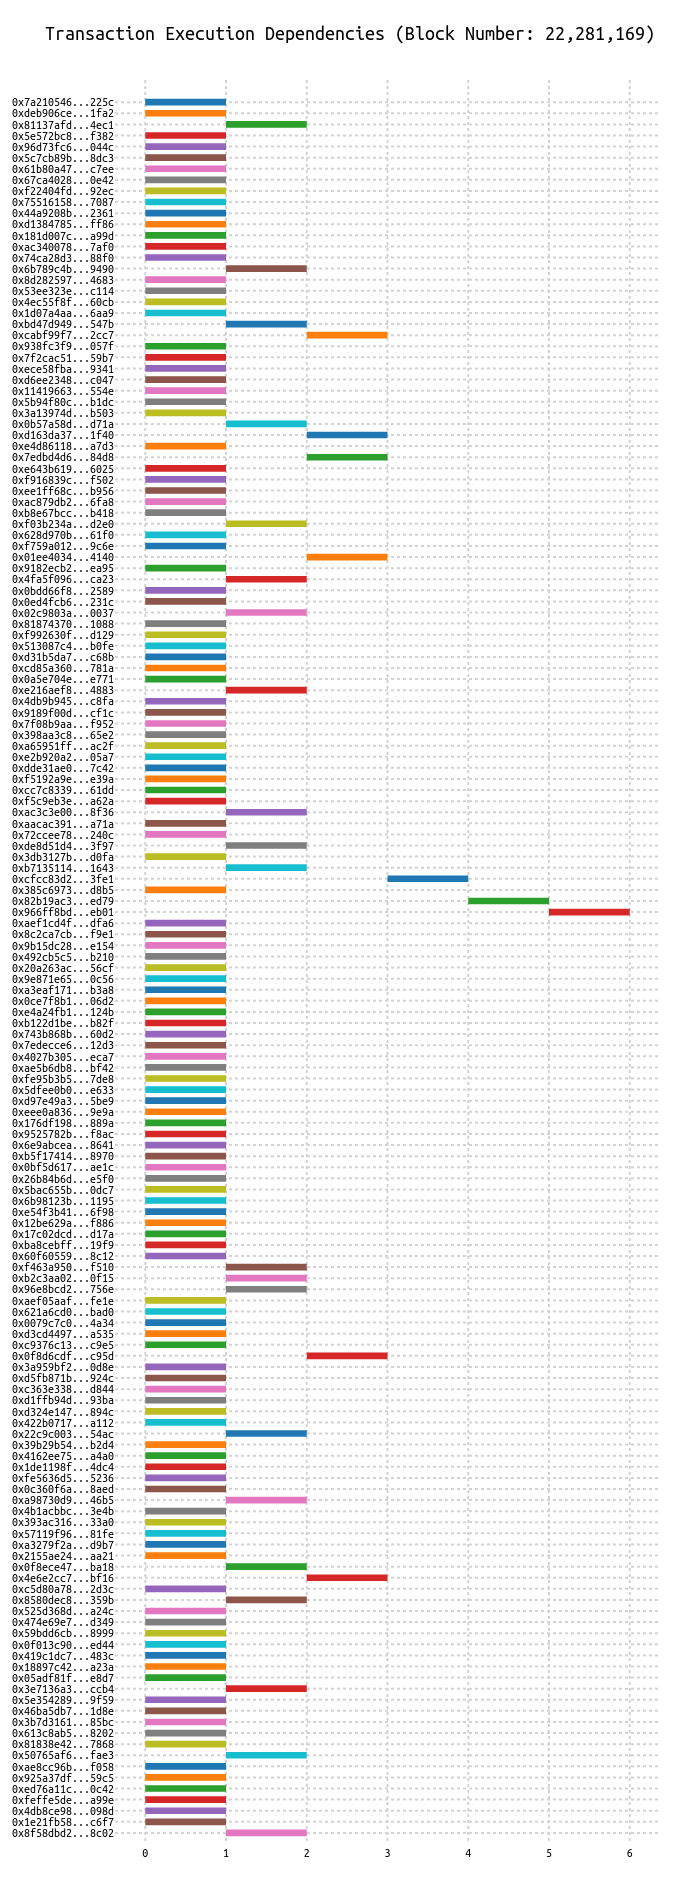 Transaction Execution Dependencies (Block Number: 22,281,169)
0x7a210546...225c
0xdeb906ce...1fa2
0x81137afd...4ec1
0x5e572bc8...f382
0x96d73fc6...044c
0x5c7cb89b...8dc3
0x61b80a47...c7ee
0x67ca4028...0e42
0xf22404fd...92ec
0x75516158...7087
0x44a9208b...2361
0xd1384785...ff86
0x181d007c...a99d
0xac340078...7af0
0x74ca28d3...88f0
0x6b789c4b...9490
0x8d282597...4683
0x53ee323e...c114
0x4ec55f8f...60cb
0x1d07a4aa...6aa9
0xbd47d949...547b
0xcabf99f7...2cc7
0x938fc3f9...057f
0x7f2cac51...59b7
0xece58fba...9341
0xd6ee2348...c047
0x11419663...554e
0x5b94f80c...b1dc
0x3a13974d...b503
0x0b57a58d...d71a
0xd163da37...1f40
0xe4d86118...a7d3
0x7edbd4d6...84d8
0xe643b619...6025
0xf916839c...f502
0xee1ff68c...b956
0xac879db2...6fa8
0xb8e67bcc...b418
0xf03b234a...d2e0
0x628d970b...61f0
0xf759a012...9c6e
0x01ee4034...4140
0x9182ecb2...ea95
0x4fa5f096...ca23
0x0bdd66f8...2589
0x0ed4fcb6...231c
0x02c9803a...0037
0x81874370...1088
0xf992630f...d129
0x513087c4...b0fe
0xd31b5da7...c68b
0xcd85a360...781a
0x0a5e704e...e771
0xe216aef8...4883
0x4db9b945...c8fa
0x9189f00d...cf1c
0x7f08b9aa...f952
0x398aa3c8...65e2
0xa65951ff...ac2f
0xe2b920a2...05a7
0xdde31ae0...7c42
0xf5192a9e...e39a
0xcc7c8339...61dd
0xf5c9eb3e...a62a
0xac3c3e00...8f36
0xaacac391...a71a
0x72ccee78...240c
0xde8d51d4...3f97
0x3db3127b...d0fa
0xb7135114...1643
0xcfcc83d2...3fe1
0x385c6973...d8b5
0x82b19ac3...ed79
0x966ff8bd...eb01
0xaef1cd4f...dfa6
0x8c2ca7cb...f9e1
0x9b15dc28...e154
0x492cb5c5...b210
0x20a263ac...56cf
0x9e871e65...0c56
0xa3eaf171...b3a8
0x0ce7f8b1...06d2
0xe4a24fb1...124b
0xb122d1be...b82f
0x743b868b...60d2
0x7edecce6...12d3
0x4027b305...eca7
0xae5b6db8...bf42
0xfe95b3b5...7de8
0x5dfee0b0...e633
0xd97e49a3...5be9
0xeee0a836...9e9a
0x176df198...889a
0x9525782b...f8ac
0x6e9abcea...8641
0xb5f17414...8970
0x0bf5d617...ae1c
0x26b84b6d...e5f0
0x5bac655b...0dc7
0x6b98123b...1195
0xe54f3b41...6f98
0x12be629a...f886
0x17c02dcd...d17a
0xba8cebff...19f9
0x60f60559...8c12
0xf463a950...f510
0xb2c3aa02...0f15
0x96e8bcd2...756e
0xaef05aaf...fe1e
0x621a6cd0...bad0
0x0079c7c0...4a34
0xd3cd4497...a535
0xc9376c13...c9e5
0x0f8d6cdf...c95d
0x3a959bf2...0d8e
0xd5fb871b...924c
0xc363e338...d844
0xd1ffb94d...93ba
0xd324e147...894c
0x422b0717...a112
0x22c9c003...54ac
0x39b29b54...b2d4
0x4162ee75...a4a0
0x1de1198f...4dc4
0xfe5636d5...5236
0x0c360f6a...8aed
0xa98730d9...46b5
0x4b1acbbc...3e4b
0x393ac316...33a0
0x57119f96...81fe
0xa3279f2a...d9b7
0x2155ae24...aa21
0x0f8ece47...ba18
0x4e6e2cc7...bf16
0xc5d80a78...2d3c
0x8580dec8...359b
0x525d368d...a24c
0x474e69e7...d349
0x59bdd6cb...8999
0x0f013c90...ed44
0x419c1dc7...483c
0x18897c42...a23a
0x05adf81f...e8d7
0x3e7136a3...ccb4
0x5e354289...9f59
0x46ba5db7...1d8e
0x3b7d3161...85bc
0x613c8ab5...8202
0x81838e42...7868
0x50765af6...fae3
0xae8cc96b...f058
0x925a37df...59c5
0xed76a11c...0c42
0xfeffe5de...a99e
0x4db8ce98...098d
0x1e21fb58...c6f7
0x8f58dbd2...8c02
0 1 2 3 4 5 6